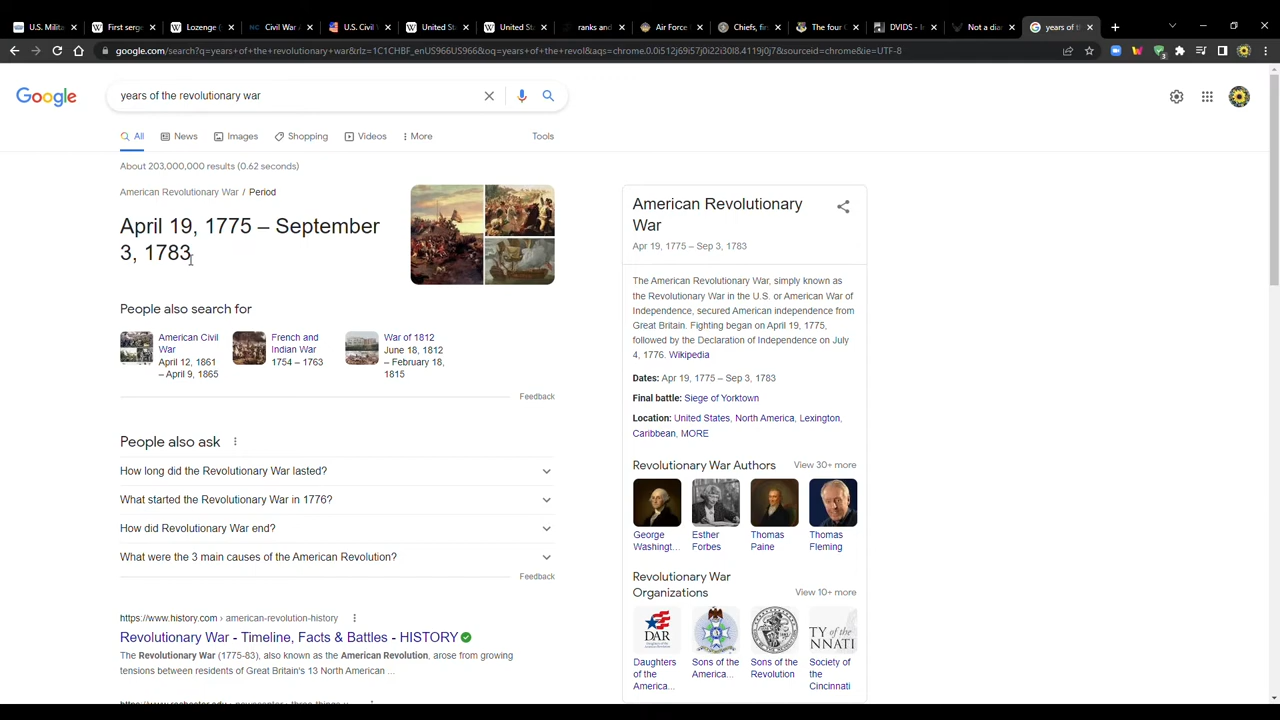 U.S. Milita
First serge
Lozenge (
Civil War A
U.S. Civil W
United Sta
United Sta
ranks and
Air Force
Chiefs, fir
The four C
DVIDS - I
Not a dia
years of th
google.com/search?q=years+of+the+revolutionary+war&rlz=1C1CHBF_enUS966US966&oq=years+of+the+revol&aqs=chrome.0.0i512j69i57j0i22i30l8.4119j0j7&sourceid=chrome&ie=UTF-8
Google
years of the revolutionary war
All
News
Images
Shopping
Videos
More
Tools
About 203,000,000 results (0.62 seconds)
American Revolutionary War / Period
April 19, 1775 – September
3, 1783
People also search for
American Civil
War
April 12, 1861
– April 9, 1865
French and
Indian War
1754 – 1763
War of 1812
June 18, 1812
– February 18,
1815
Feedback
People also ask
How long did the Revolutionary War lasted?
What started the Revolutionary War in 1776?
How did Revolutionary War end?
What were the 3 main causes of the American Revolution?
Feedback
https://www.history.com › american-revolution-history
Revolutionary War - Timeline, Facts & Battles - HISTORY
The Revolutionary War (1775-83), also known as the American Revolution, arose from growing
tensions between residents of Great Britain's 13 North American ...
American Revolutionary
War
Apr 19, 1775 – Sep 3, 1783
The American Revolutionary War, simply known as
the Revolutionary War in the U.S. or American War of
Independence, secured American independence from
Great Britain. Fighting began on April 19, 1775,
followed by the Declaration of Independence on July
4, 1776. Wikipedia
Dates: Apr 19, 1775 – Sep 3, 1783
Final battle: Siege of Yorktown
Location: United States, North America, Lexington,
Caribbean, MORE
Revolutionary War Authors
View 30+ more
George
Washingt...
Esther
Forbes
Thomas
Paine
Thomas
Fleming
Revolutionary War
Organizations
View 10+ more
DAR
TY of the
NNATI
Daughters
of the
America...
Sons of the
America...
Sons of the
Revolution
Society of
the
Cincinnati